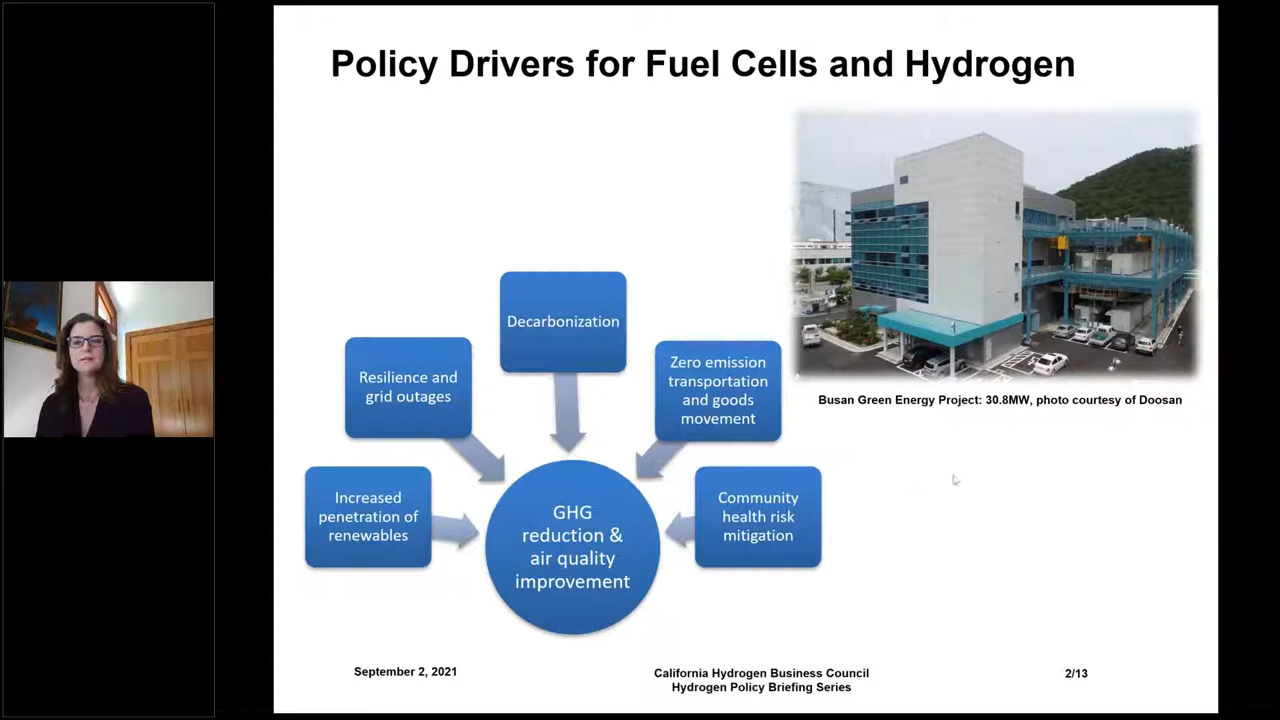 Policy Drivers for Fuel Cells and Hydrogen
Busan Green Energy Project: 30.8MW, photo courtesy of Doosan
Decarbonization
Resilience and
grid outages
Zero emission
transportation
and goods
movement
Increased
penetration of
renewables
GHG
reduction &
air quality
improvement
Community
health risk
mitigation
September 2, 2021
California Hydrogen Business Council
Hydrogen Policy Briefing Series
2/13